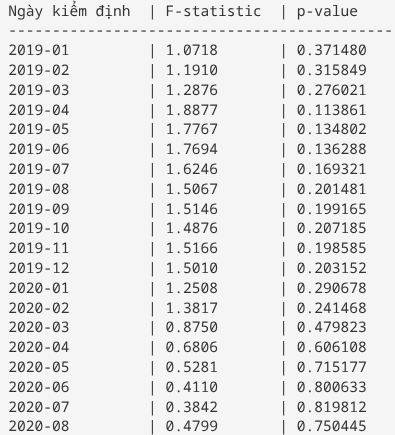 Ngày kiểm định | F-statistic | p-value
--------------------------------------------
2019-01 | 1.0718 | 0.371480
2019-02 | 1.1910 | 0.315849
2019-03 | 1.2876 | 0.276021
2019-04 | 1.8877 | 0.113861
2019-05 | 1.7767 | 0.134802
2019-06 | 1.7694 | 0.136288
2019-07 | 1.6246 | 0.169321
2019-08 | 1.5067 | 0.201481
2019-09 | 1.5146 | 0.199165
2019-10 | 1.4876 | 0.207185
2019-11 | 1.5166 | 0.198585
2019-12 | 1.5010 | 0.203152
2020-01 | 1.2508 | 0.290678
2020-02 | 1.3817 | 0.241468
2020-03 | 0.8750 | 0.479823
2020-04 | 0.6806 | 0.606108
2020-05 | 0.5281 | 0.715177
2020-06 | 0.4110 | 0.800633
2020-07 | 0.3842 | 0.819812
2020-08 | 0.4799 | 0.750445